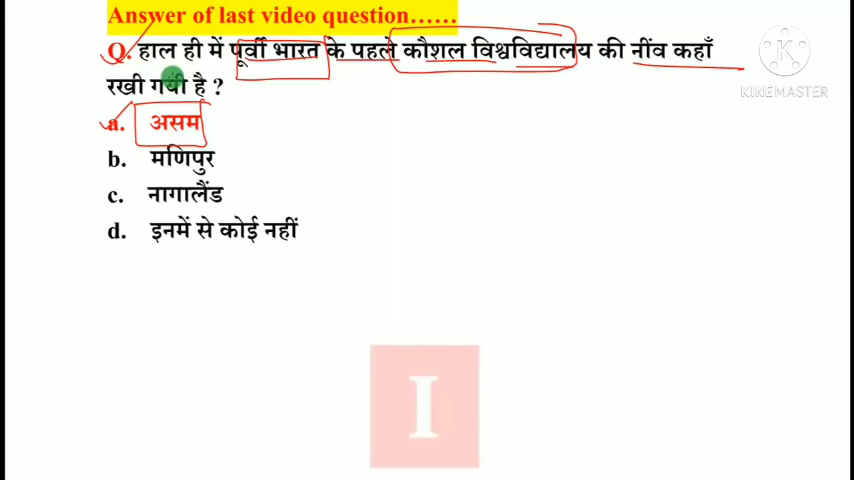 Answer of last video question......
Q. हाल ही में पूर्वी भारत के पहले कौशल विश्वविद्यालय की नींव कहाँ
रखी गयी है ?
a. असम
b. मणिपुर
c. नागालैंड
d. इनमें से कोई नहीं
K
KINEMASTER
I